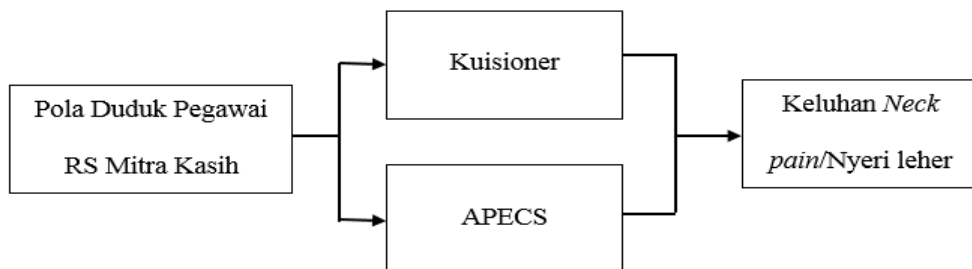 Pola Duduk Pegawai
RS Mitra Kasih
Kuisioner
APECS
Keluhan Neck
pain/Nyeri leher